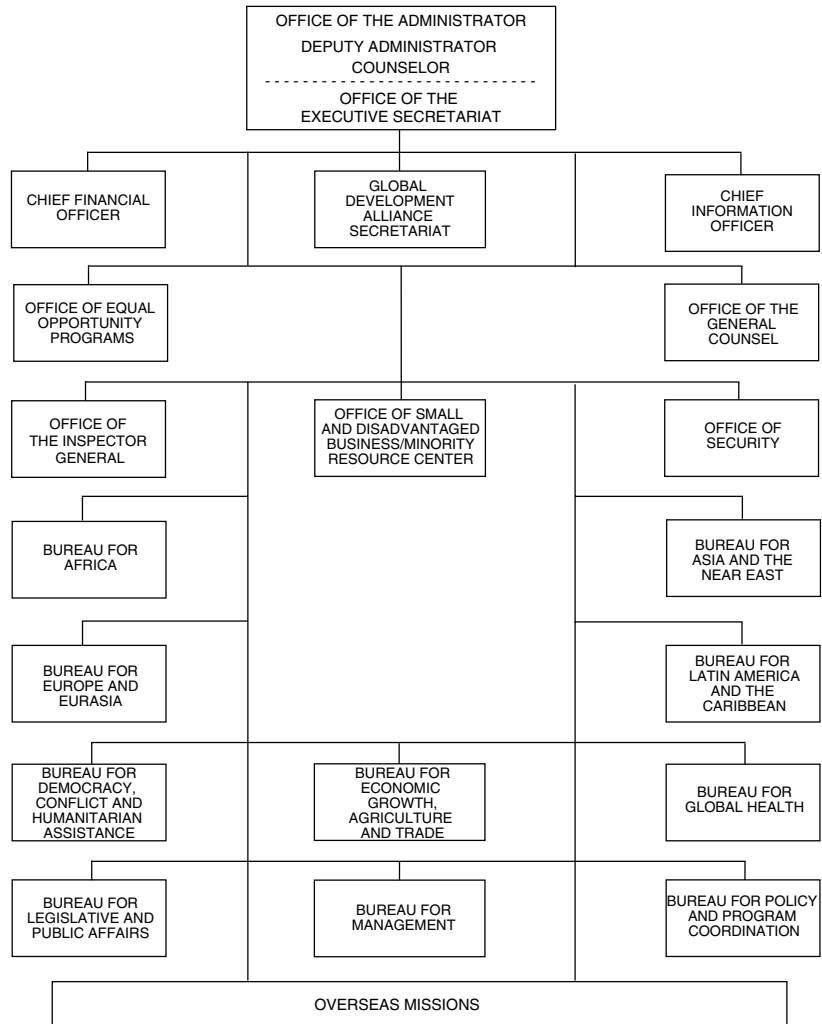 OFFICE OF THE ADMINISTRATOR
DEPUTY ADMINISTRATOR
COUNSELOR
OFFICE OF THE
EXECUTIVE SECRETARIAT
CHIEF FINANCIAL
OFFICER
GLOBAL
DEVELOPMENT
ALLIANCE
SECRETARIAT
CHIEF
INFORMATION
OFFICER
OFFICE OF EQUAL
OPPORTUNITY
PROGRAMS
OFFICE OF THE
GENERAL
COUNSEL
OFFICE OF
THE INSPECTOR
GENERAL
OFFICE OF SMALL
AND DISADVANTAGED
BUSINESS/MINORITY
RESOURCE CENTER
OFFICE OF
SECURITY
BUREAU FOR
AFRICA
BUREAU FOR
ASIA AND THE
NEAR EAST
BUREAU FOR
EUROPE AND
EURASIA
BUREAU FOR
LATIN AMERICA
AND THE
CARIBBEAN
BUREAU FOR
DEMOCRACY,
CONFLICT AND
HUMANITARIAN
ASSISTANCE
BUREAU FOR
ECONOMIC
GROWTH,
AGRICULTURE
AND TRADE
BUREAU FOR
GLOBAL HEALTH
BUREAU FOR
LEGISLATIVE AND
PUBLIC AFFAIRS
BUREAU FOR
MANAGEMENT
BUREAU FOR POLICY
AND PROGRAM
COORDINATION
OVERSEAS MISSIONS